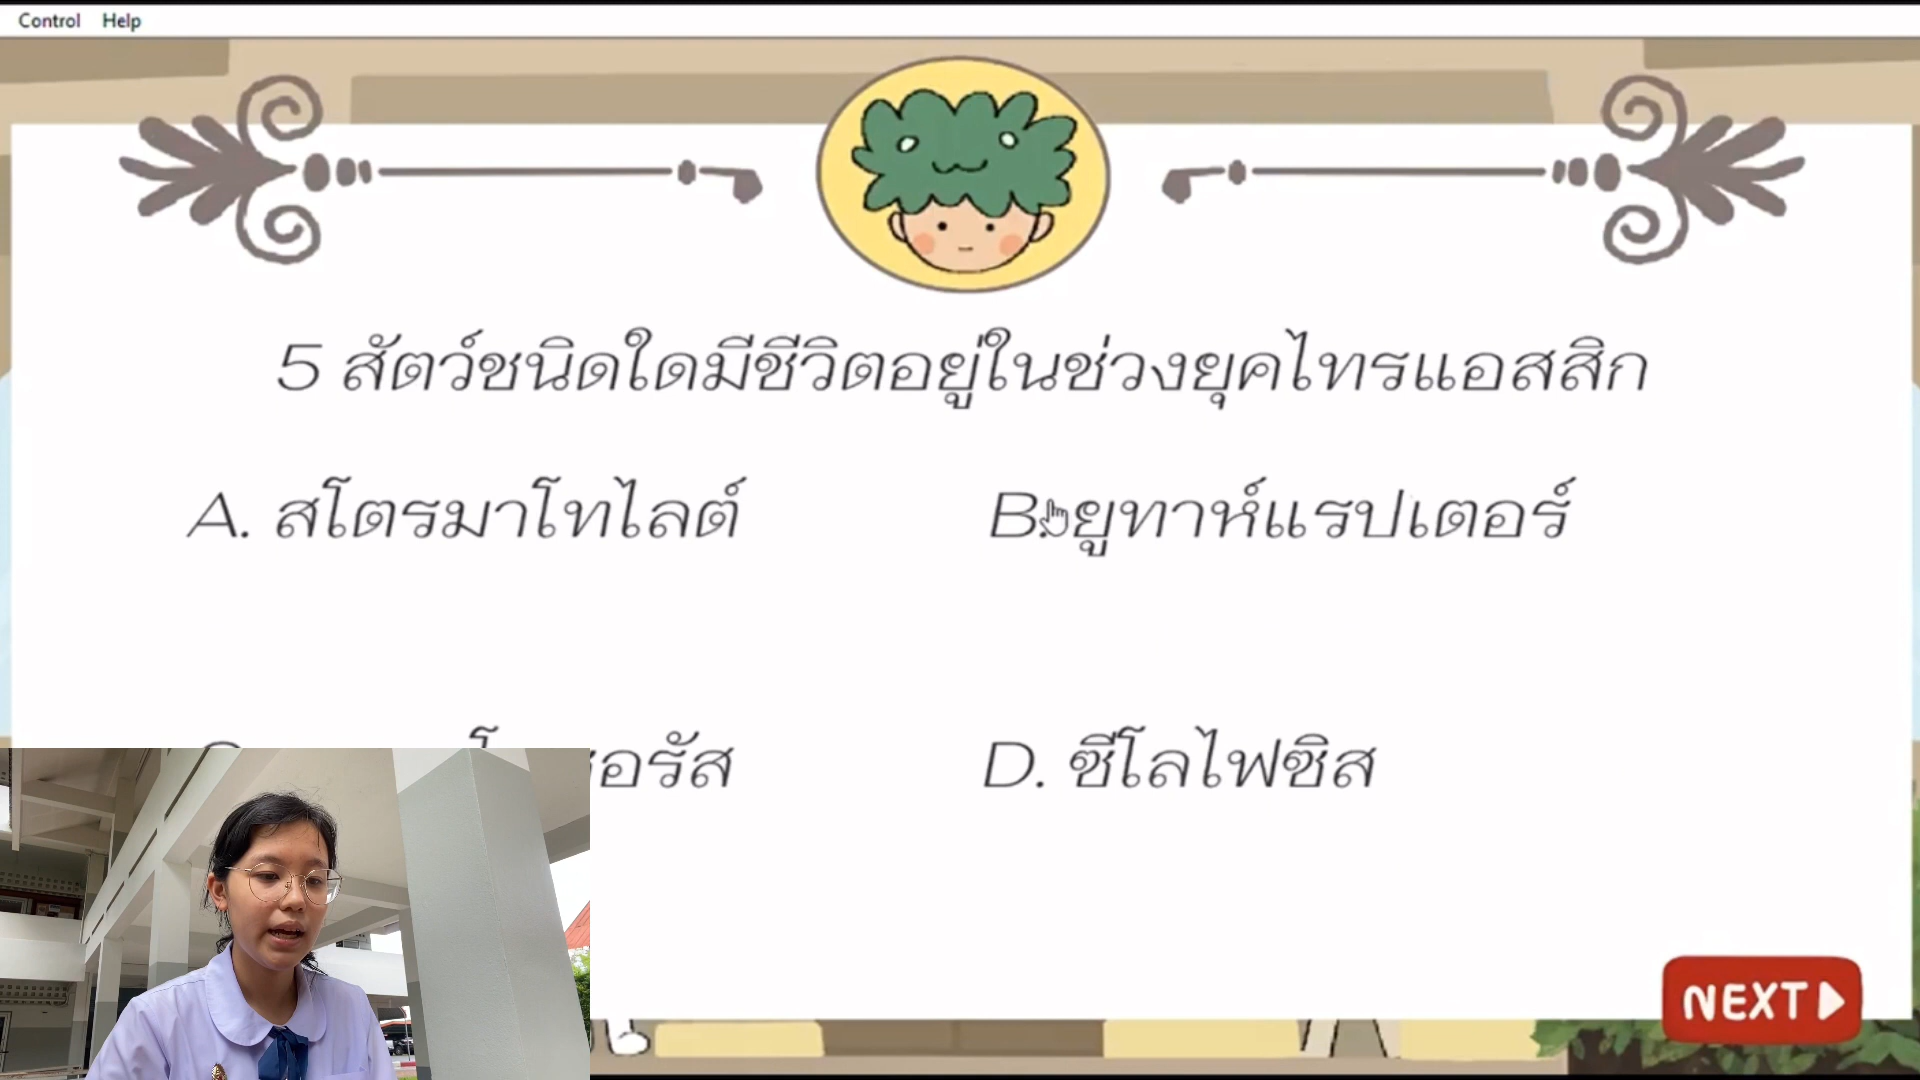 Control Help
5 สัตว์ชนิดใดมีชีวิตอยู่ในช่วงยุคไทรแอสสิก
A. สโตรมาโทไลต์
B. ยูทาห์แรปเตอร์
D. ซีโลไฟซิส
NEXT